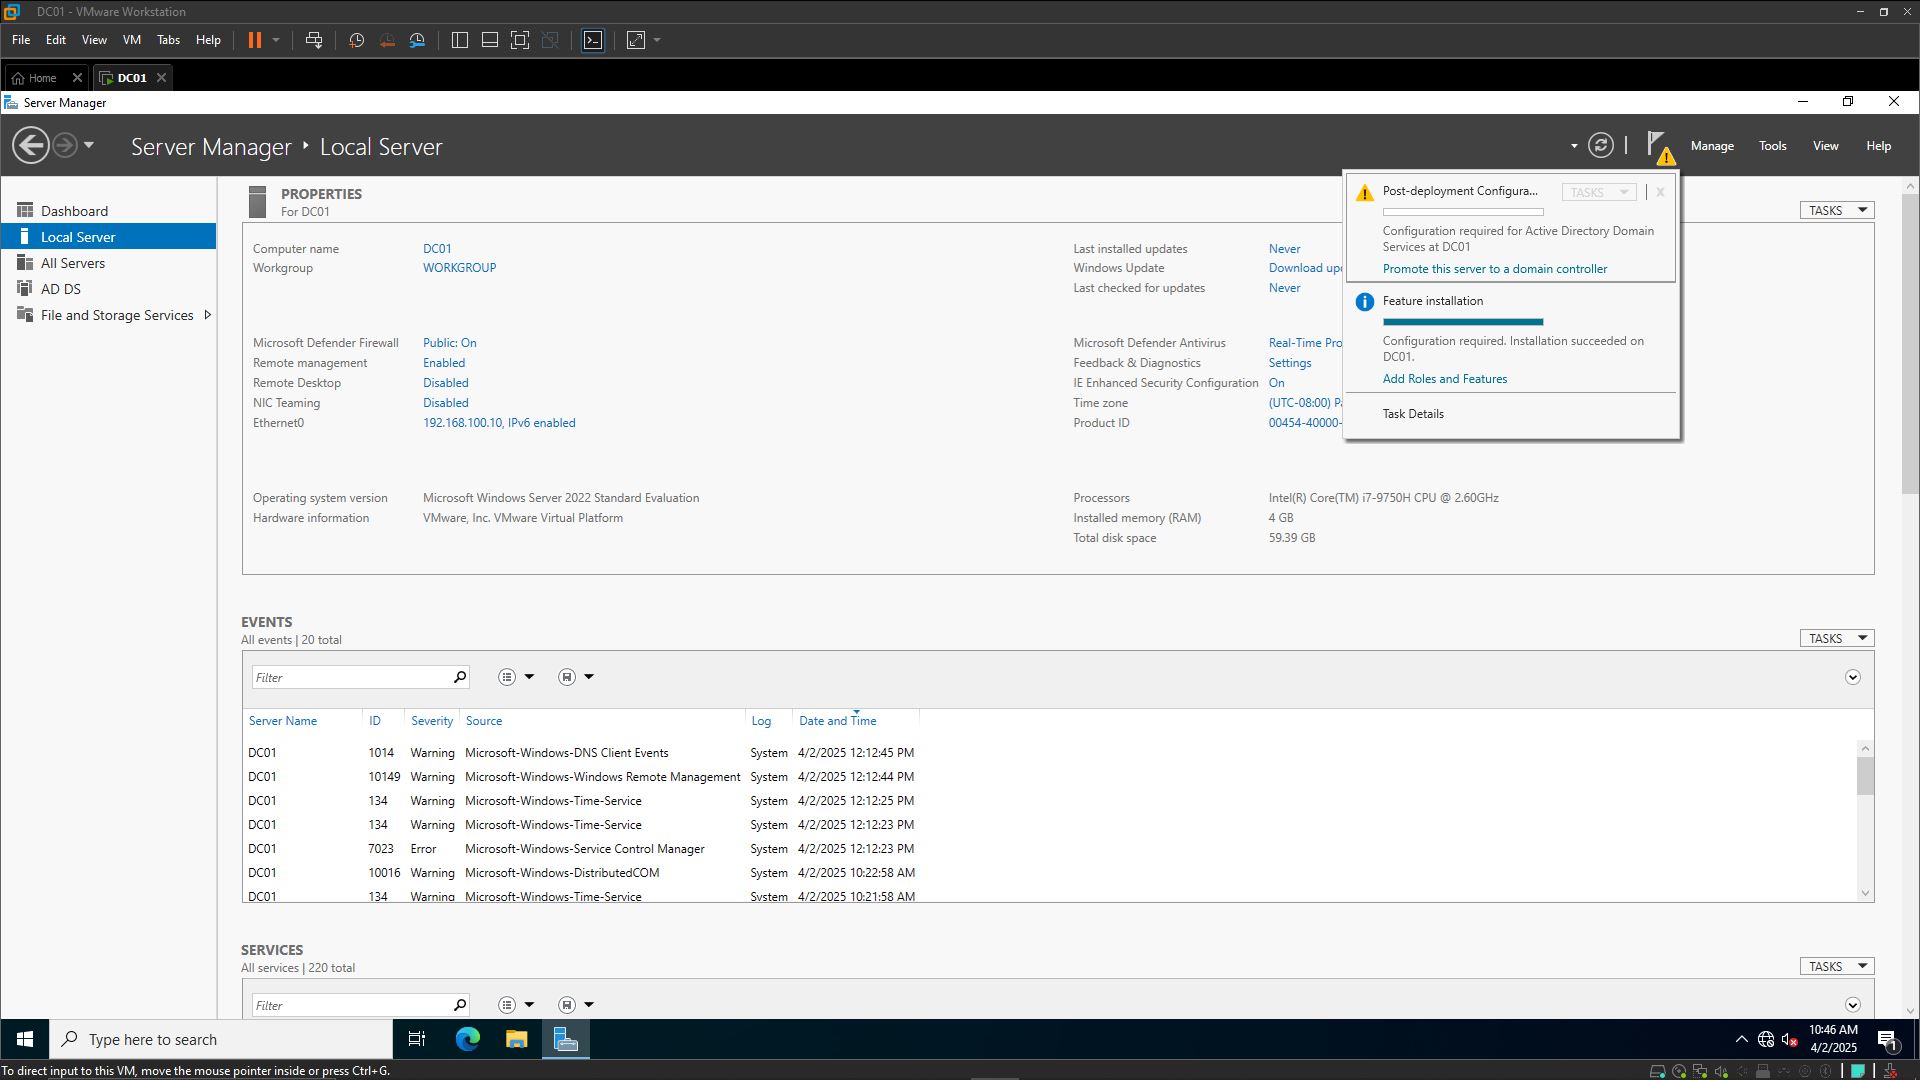 DC01 - VMware Workstation
File Edit View VM Tabs Help
Home DC01
Server Manager
Server Manager Local Server
Manage Tools View Help
Dashboard
Local Server
All Servers
AD DS
File and Storage Services
PROPERTIES
For DC01
TASKS
Computer name DC01
Workgroup WORKGROUP
Last installed updates Never
Windows Update Download
Last checked for updates Never
Microsoft Defender Firewall Public: On
Remote management Enabled
Remote Desktop Disabled
NIC Teaming Disabled
Ethernet0 192.168.100.10, IPv6 enabled
Microsoft Defender Antivirus Real-Time
Feedback & Diagnostics Settings
IE Enhanced Security Configuration On
Time zone (UTC-08:00)
Product ID 00454-40000-
Operating system version Microsoft Windows Server 2022 Standard Evaluation
Hardware information VMware, Inc. VMware Virtual Platform
Processors Intel(R) Core(TM) i7-9750H CPU @ 2.60GHz
Installed memory (RAM) 4 GB
Total disk space 59.39 GB
Post-deployment Configura... TASKS X
Configuration required for Active Directory Domain
Services at DC01
Promote this server to a domain controller
Feature installation
Configuration required. Installation succeeded on
DC01.
Add Roles and Features
Task Details
EVENTS
All events | 20 total
TASKS
Filter
Server Name ID Severity Source Log Date and Time
DC01 1014 Warning Microsoft-Windows-DNS Client Events System 4/2/2025 12:12:45 PM
DC01 10149 Warning Microsoft-Windows-Windows Remote Management System 4/2/2025 12:12:44 PM
DC01 134 Warning Microsoft-Windows-Time-Service System 4/2/2025 12:12:25 PM
DC01 134 Warning Microsoft-Windows-Time-Service System 4/2/2025 12:12:23 PM
DC01 7023 Error Microsoft-Windows-Service Control Manager System 4/2/2025 12:12:23 PM
DC01 10016 Warning Microsoft-Windows-DistributedCOM System 4/2/2025 10:22:58 AM
DC01 134 Warning Microsoft-Windows-Time-Service System 4/2/2025 10:21:58 AM
SERVICES
All services | 220 total
TASKS
Filter
Type here to search
10:46 AM
4/2/2025
1
To direct input to this VM, move the mouse pointer inside or press Ctrl+G.